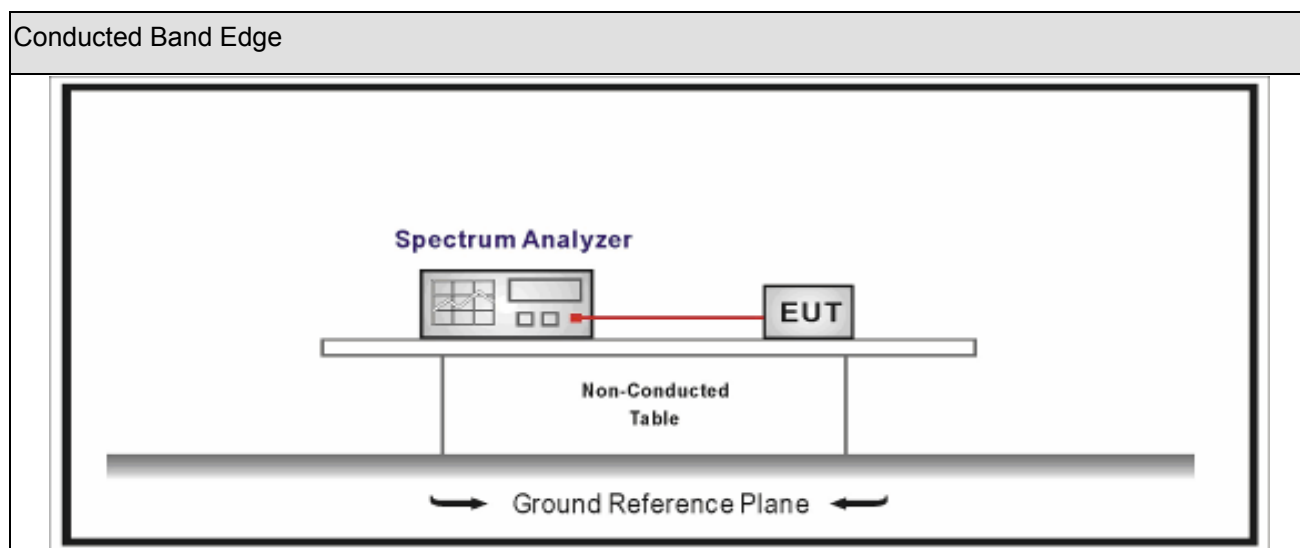 Conducted Band Edge
Spectrum Analyzer
EUT
Non-Conducted
Table
Ground Reference Plane